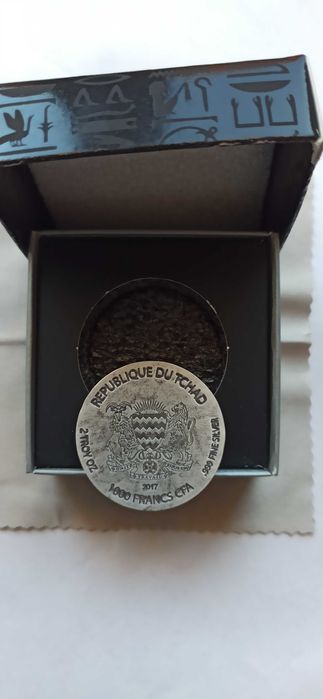 REPUBLIQUE DU TCHAD
2 TROY OZ
.999 FINE SILVER
2017
1000 FRANCS CFA